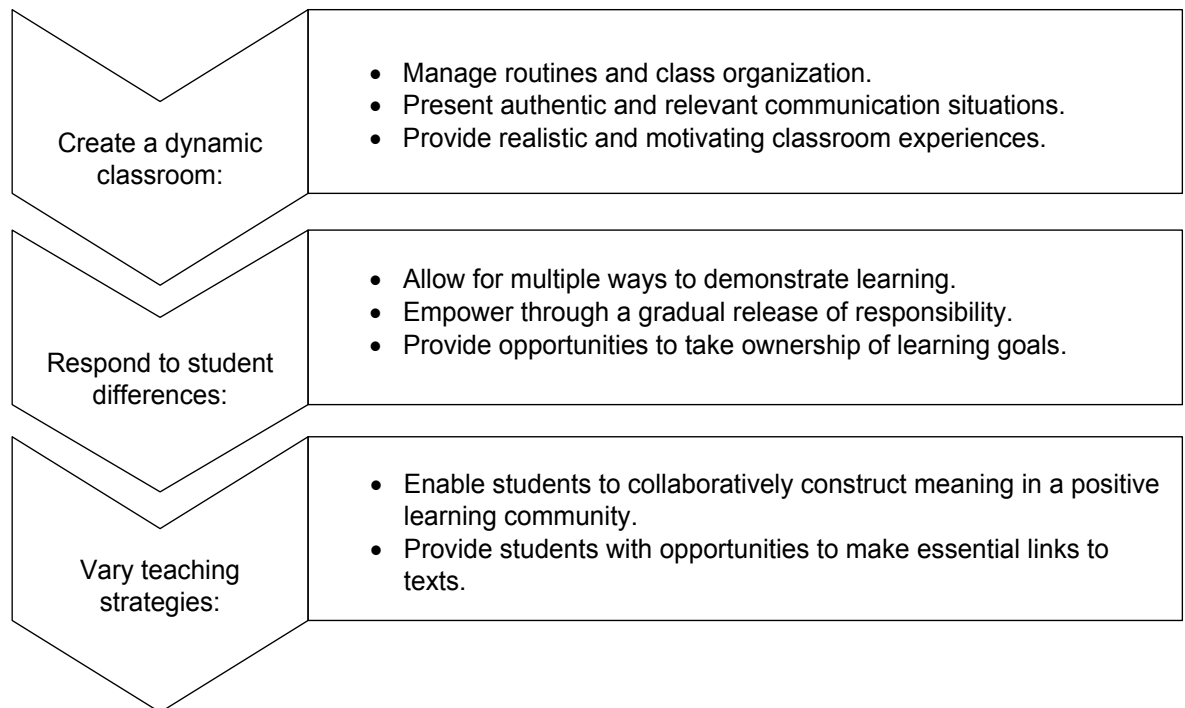 Create a dynamic
classroom:
• Manage routines and class organization.
• Present authentic and relevant communication situations.
• Provide realistic and motivating classroom experiences.
Respond to student
differences:
• Allow for multiple ways to demonstrate learning.
• Empower through a gradual release of responsibility.
• Provide opportunities to take ownership of learning goals.
Vary teaching
strategies:
• Enable students to collaboratively construct meaning in a positive
learning community.
• Provide students with opportunities to make essential links to
texts.